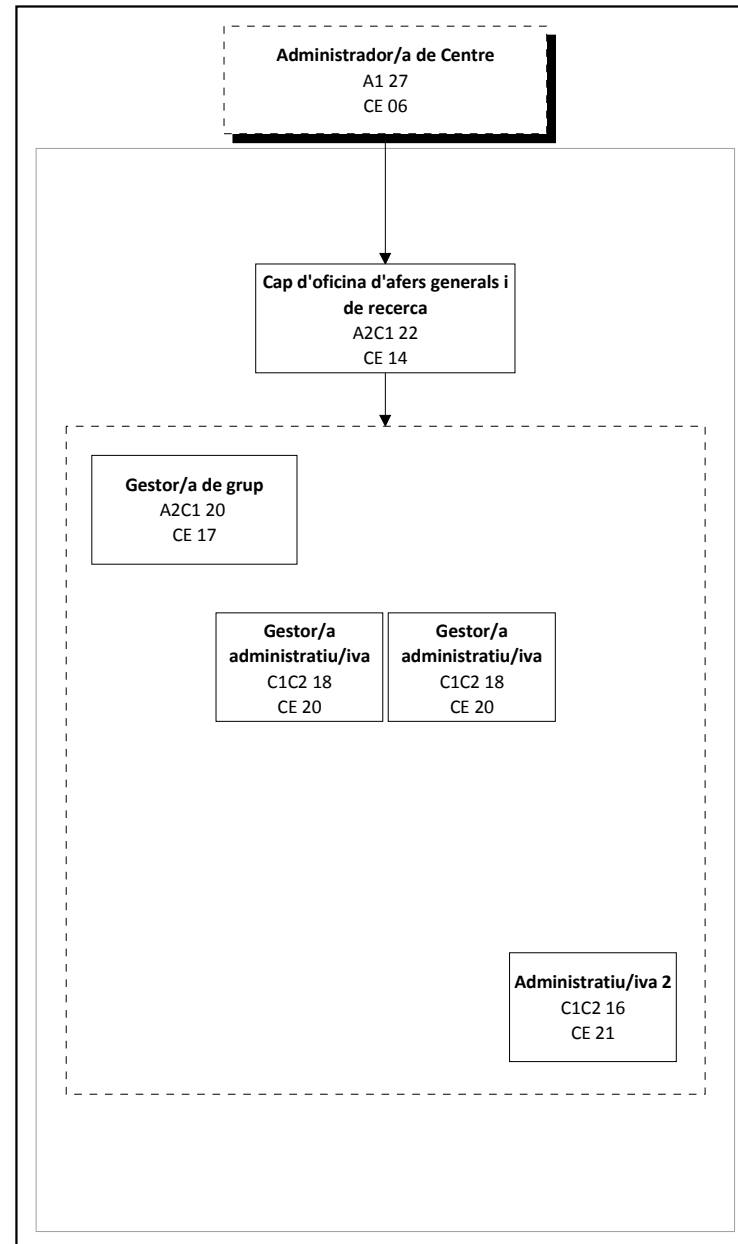 Administrador/a de Centre
A1 27
CE 06
Cap d'oficina d'afers generals i
de recerca
A2C1 22
CE 14
Gestor/a de grup
A2C1 20
CE 17
Gestor/a
administratiu/iva
C1C2 18
CE 20
Gestor/a
administratiu/iva
C1C2 18
CE 20
Administratiu/iva 2
C1C2 16
CE 21